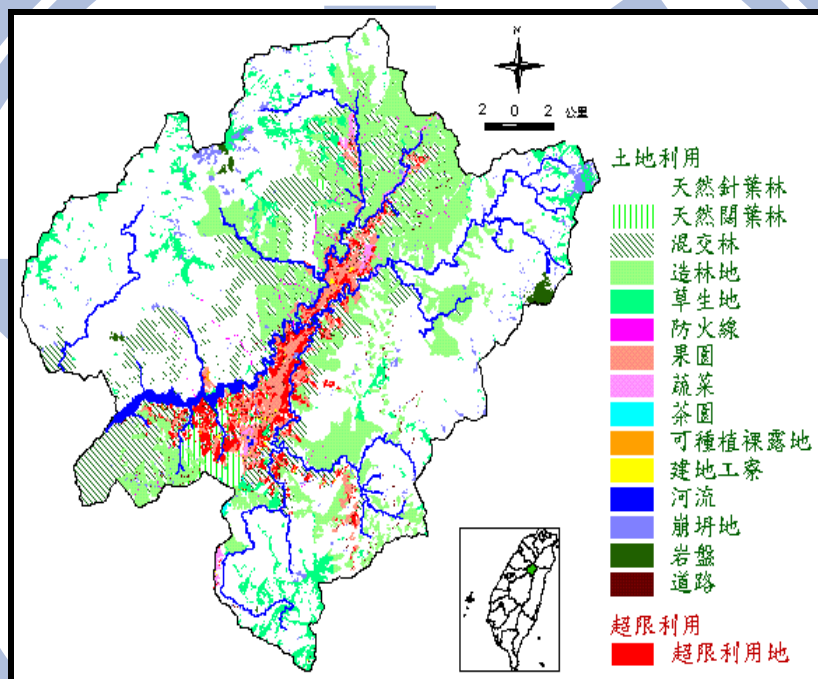 N
2 0 2 公里
土地利用
天然針葉林
天然闊葉林
混交林
造林地
草生地
防火線
果園
蔬菜
茶園
可種植裸露地
建地工寮
河流
崩坍地
岩盤
道路
超限利用
超限利用地